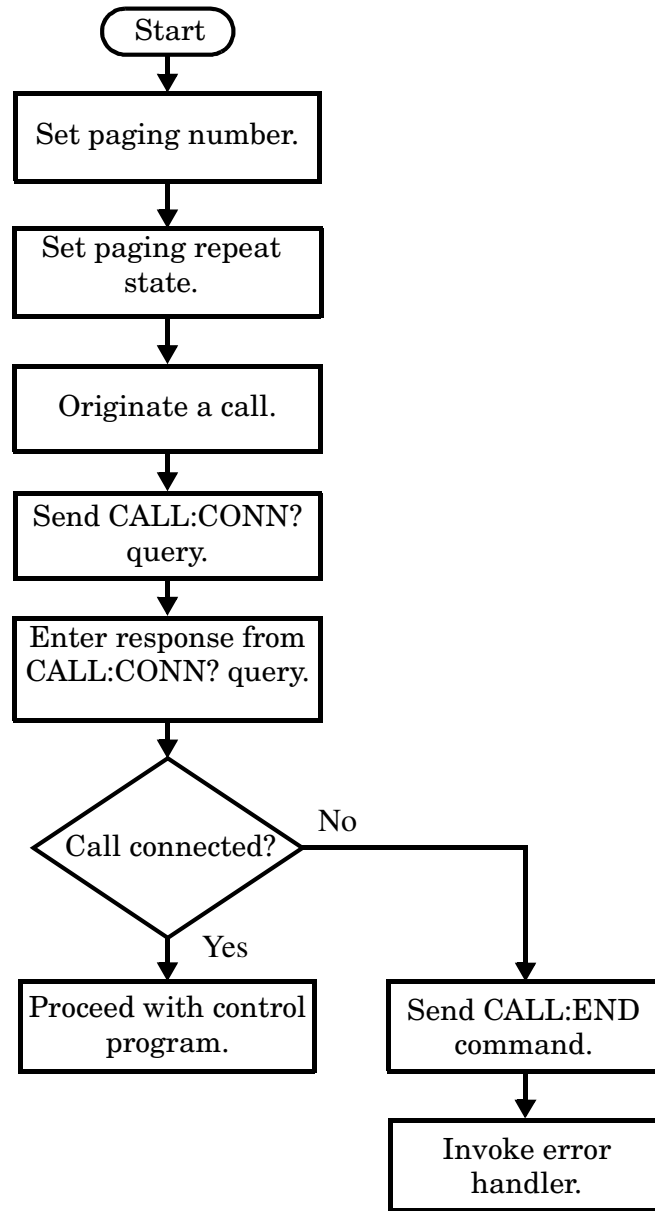 Start
Set paging number.
Set paging repeat
state.
Originate a call.
Send CALL:CONN?
query.
Enter response from
CALL:CONN? query.
Call connected?
No
Yes
Proceed with control
program.
Send CALL:END
command.
Invoke error
handler.